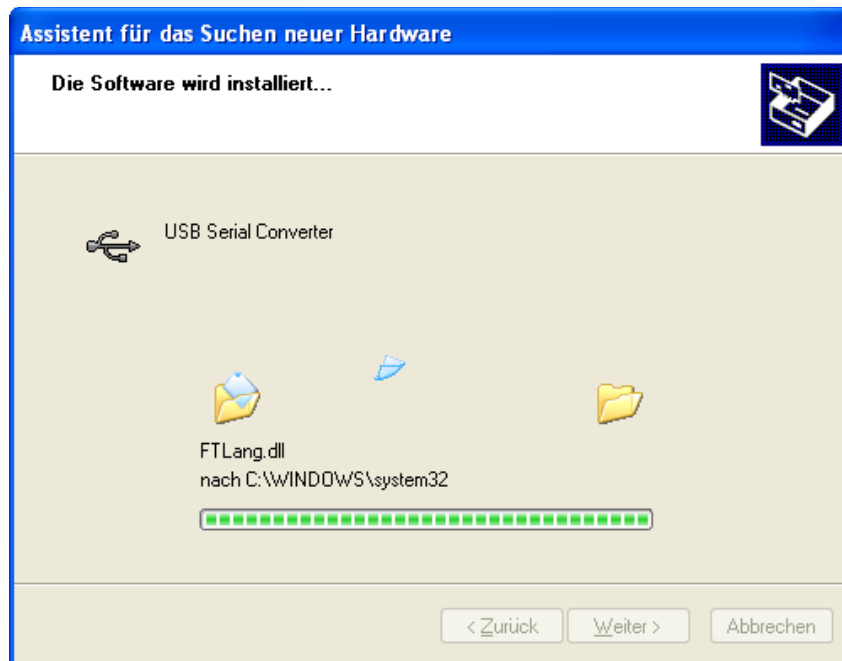 Assistent für das Suchen neuer Hardware
Die Software wird installiert...
USB Serial Converter
FTLang.dll
nach C:\WINDOWS\system32
< Zurück
Weiter >
Abbrechen